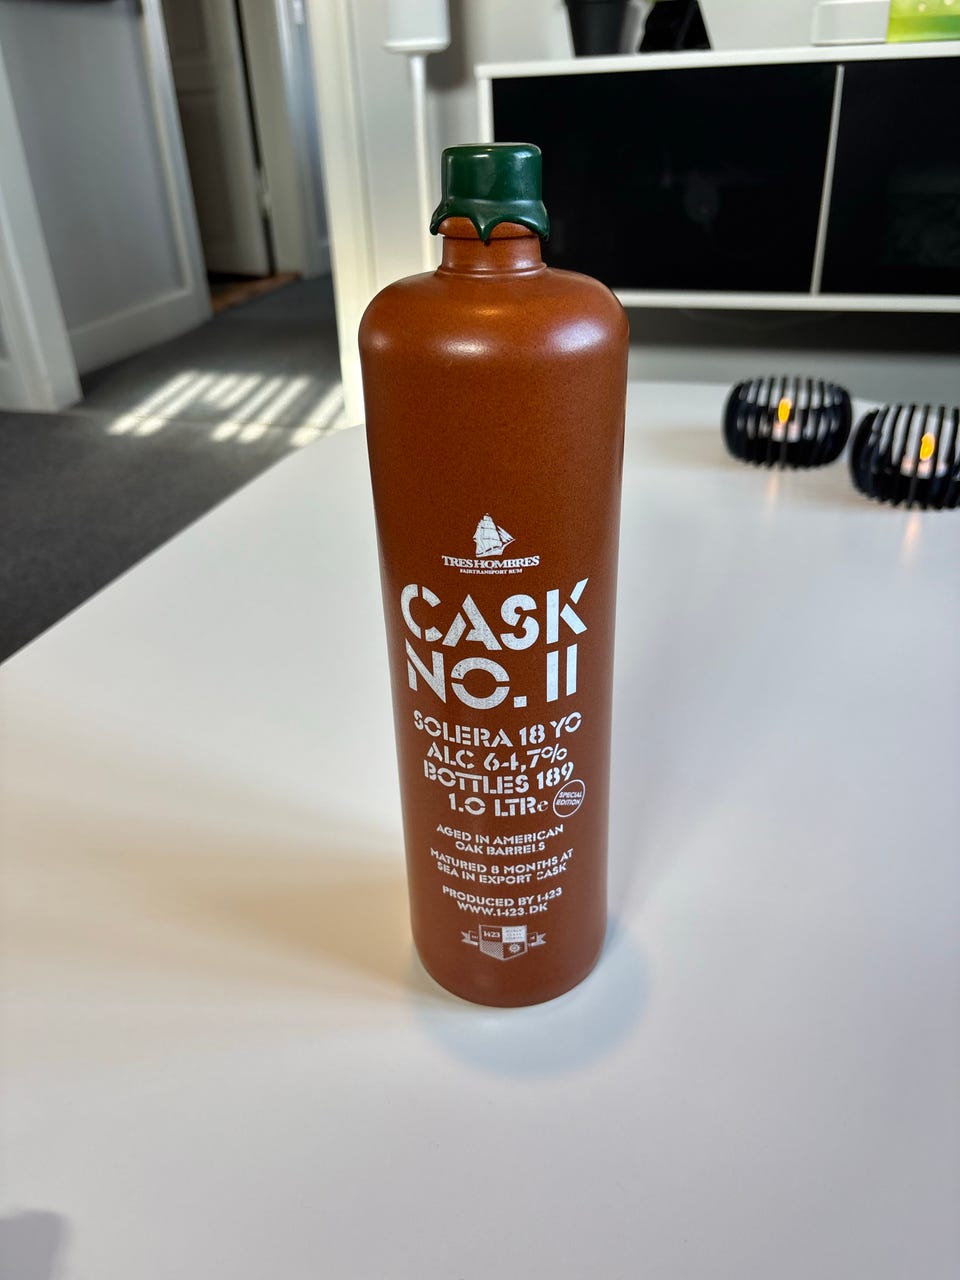 TRES HOMBRES
FAIRTRANSPORT RUM
CASK
NO. II
SOLERA 18 YO
ALC 64,7%
BOTTLES 189
1.0 LTR e
SPECIAL
EDITION
AGED IN AMERICAN
OAK BARRELS
MATURED 8 MONTHS AT
SEA IN EXPORT CASK
PRODUCED BY 1423
WWW.1423.DK
1423